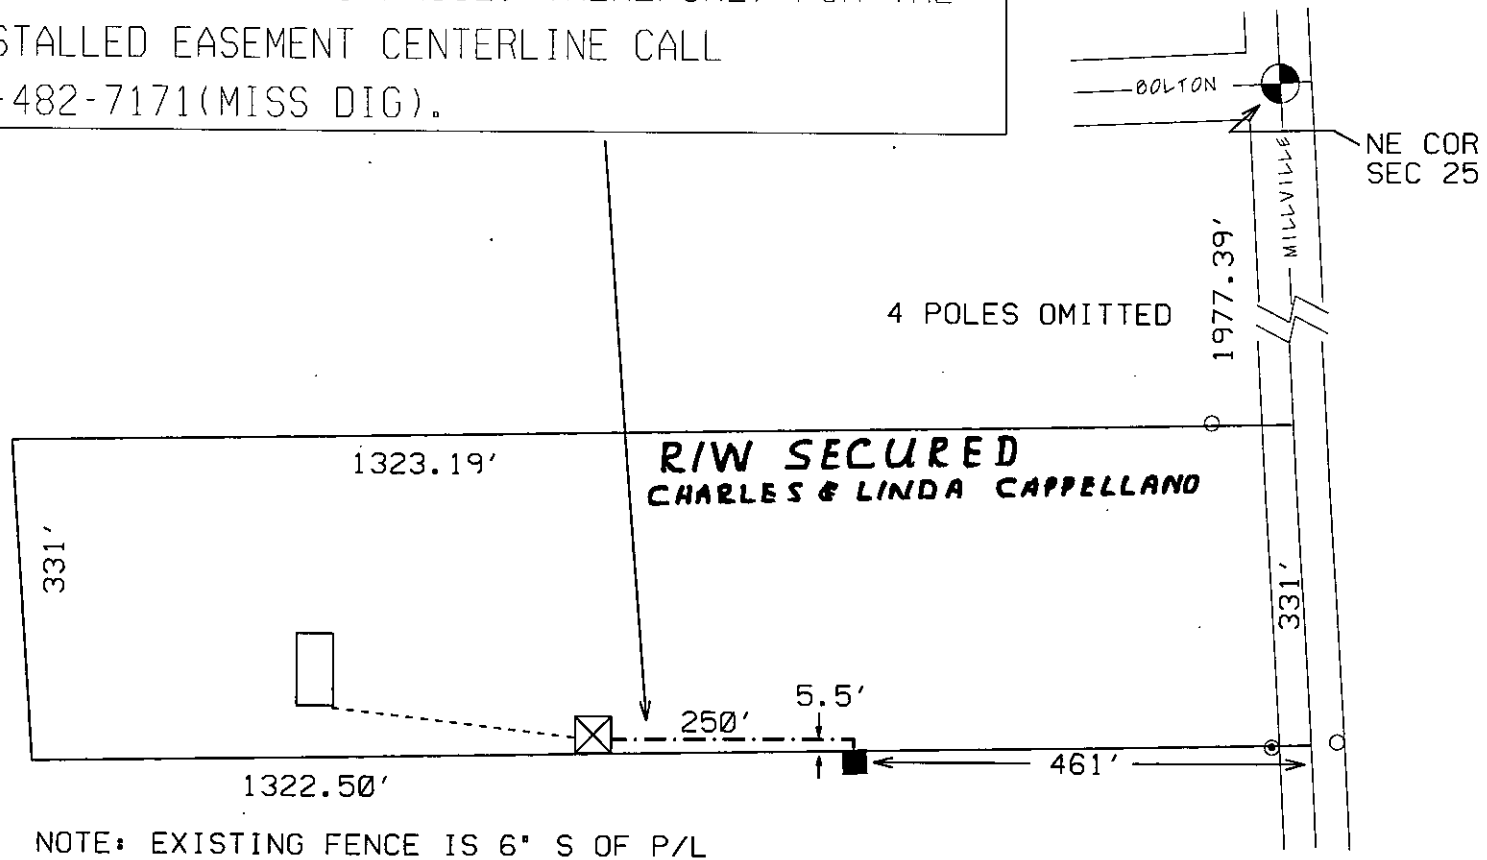 STALLED EASEMENT CENTERLINE CALL
-482-7171(MISS DIG).
BOLTON
NE COR
SEC 25
MILLVILLE
1977.39'
4 POLES OMITTED
1323.19'
R/W SECURED
CHARLES & LINDA CAPPELLANO
331'
331'
5.5'
250'
461'
1322.50'
NOTE: EXISTING FENCE IS 6" S OF P/L